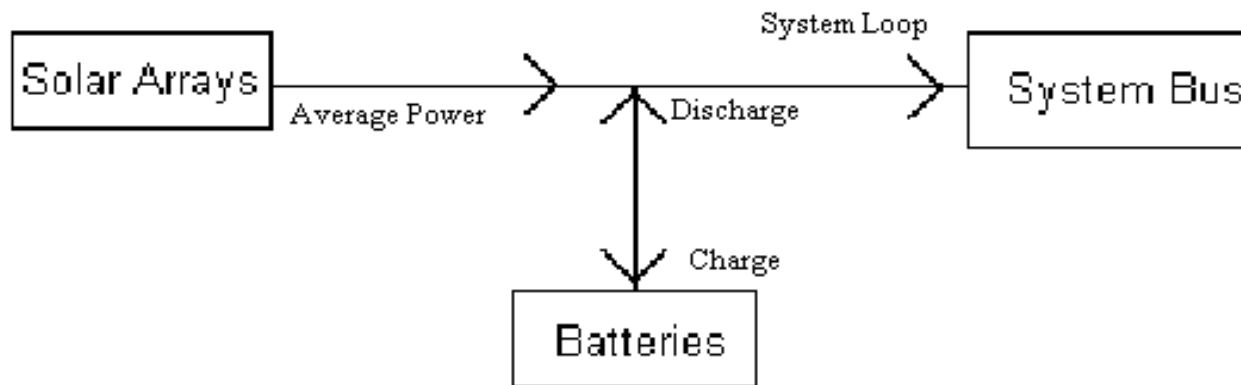 System Loop
Solar Arrays
System Bus
Average Power
Discharge
Charge
Batteries